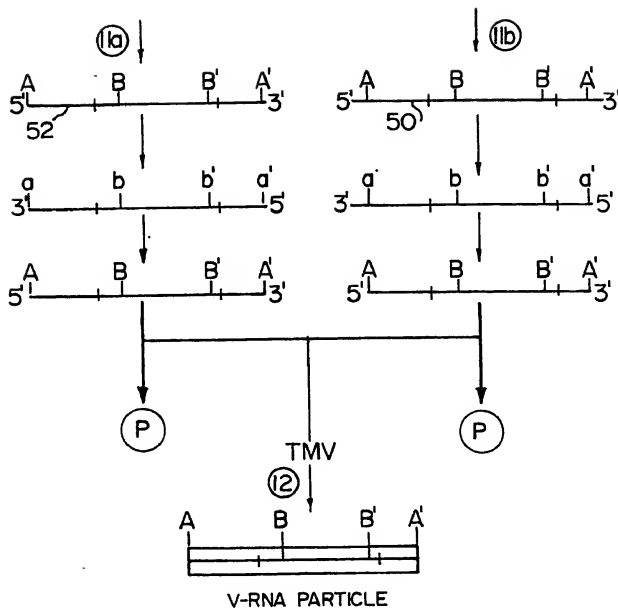 11a 11b
A B B' A' A B B' A'
5' 3' 5' 3'
52 50
a b b' a' a' b b' a'
3' 5' 3' 5'
A B B' A' A B B' A'
5' 3' 5' 3'
P P
TMV
12
A B B' A'
V-RNA PARTICLE